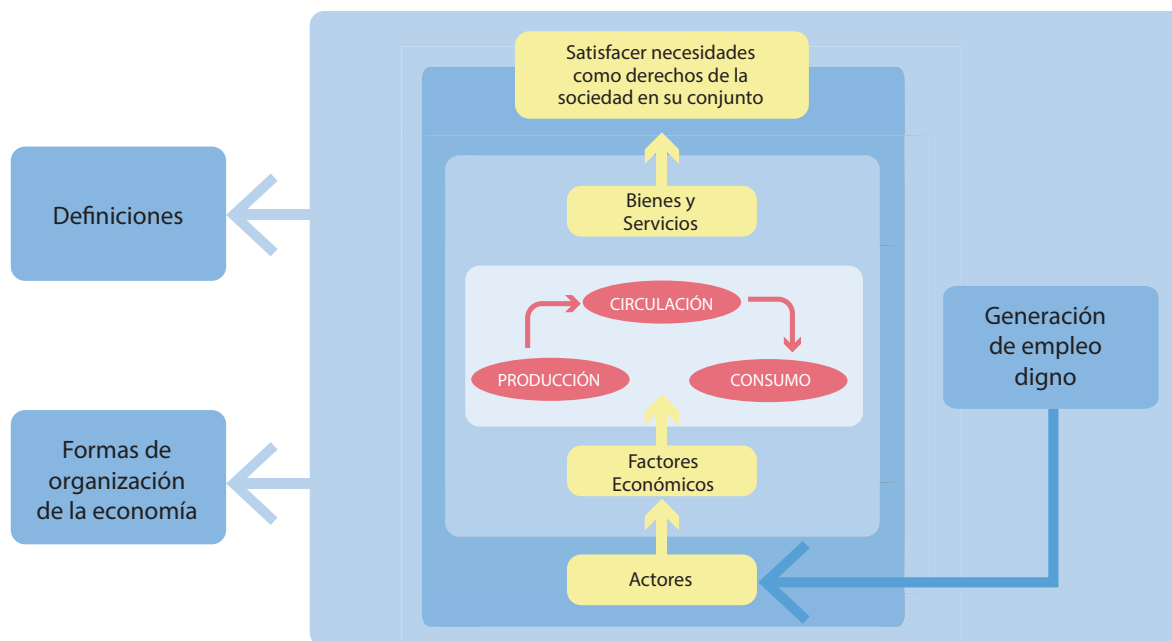 Satisfacer necesidades
como derechos de la
sociedad en su conjunto
Definiciones
Bienes y
Servicios
CIRCULACIÓN
PRODUCCIÓN
CONSUMO
Generación
de empleo
digno
Formas de
organización
de la economía
Factores
Económicos
Actores